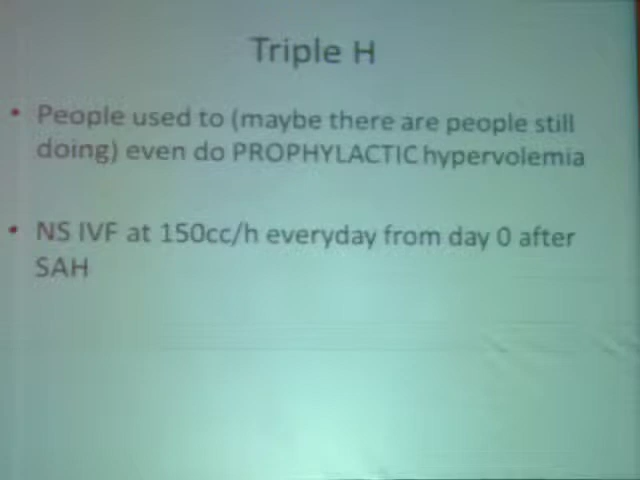 Triple H
• People used to (maybe there are people still
doing) even do PROPHYLACTIC hypervolemia
• NS IVF at 150cc/h everyday from day 0 after
SAH